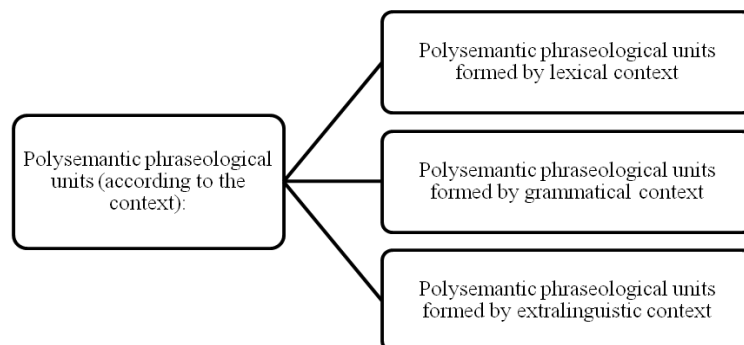 Polysemantic phraseological
units (according to the
context):
Polysemantic phraseological units
formed by lexical context
Polysemantic phraseological units
formed by grammatical context
Polysemantic phraseological units
formed by extralinguistic context